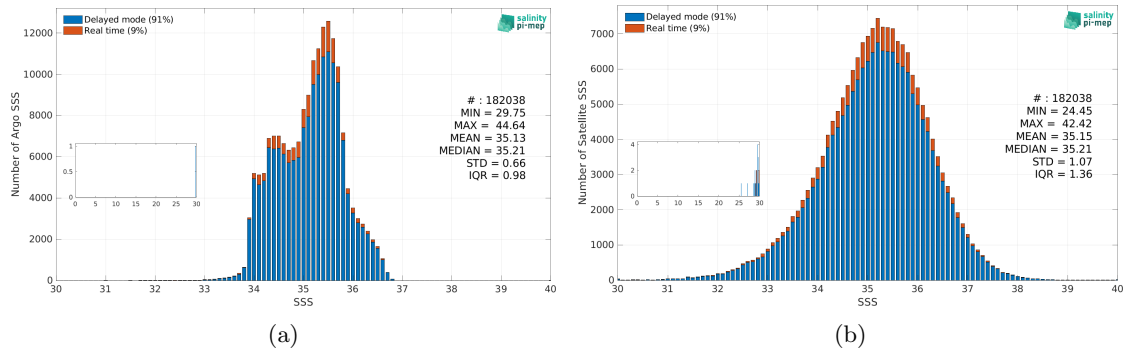 Delayed mode (91%)
Real time (9%)
salinity
pi-mep
12000
10000
8000
6000
4000
2000
0
Number of Argo SSS
# : 182038
MIN = 29.75
MAX = 44.64
MEAN = 35.13
MEDIAN = 35.21
STD = 0.66
IQR = 0.98
1
0.5
0
0 5 10 15 20 25 30
30 31 32 33 34 35 36 37 38 39 40
SSS
(a)
Delayed mode (91%)
Real time (9%)
salinity
pi-mep
7000
6000
5000
4000
3000
2000
1000
0
Number of Satellite SSS
# : 182038
MIN = 24.45
MAX = 42.42
MEAN = 35.15
MEDIAN = 35.21
STD = 1.07
IQR = 1.36
4
2
0
0 5 10 15 20 25 30
30 31 32 33 34 35 36 37 38 39 40
SSS
(b)